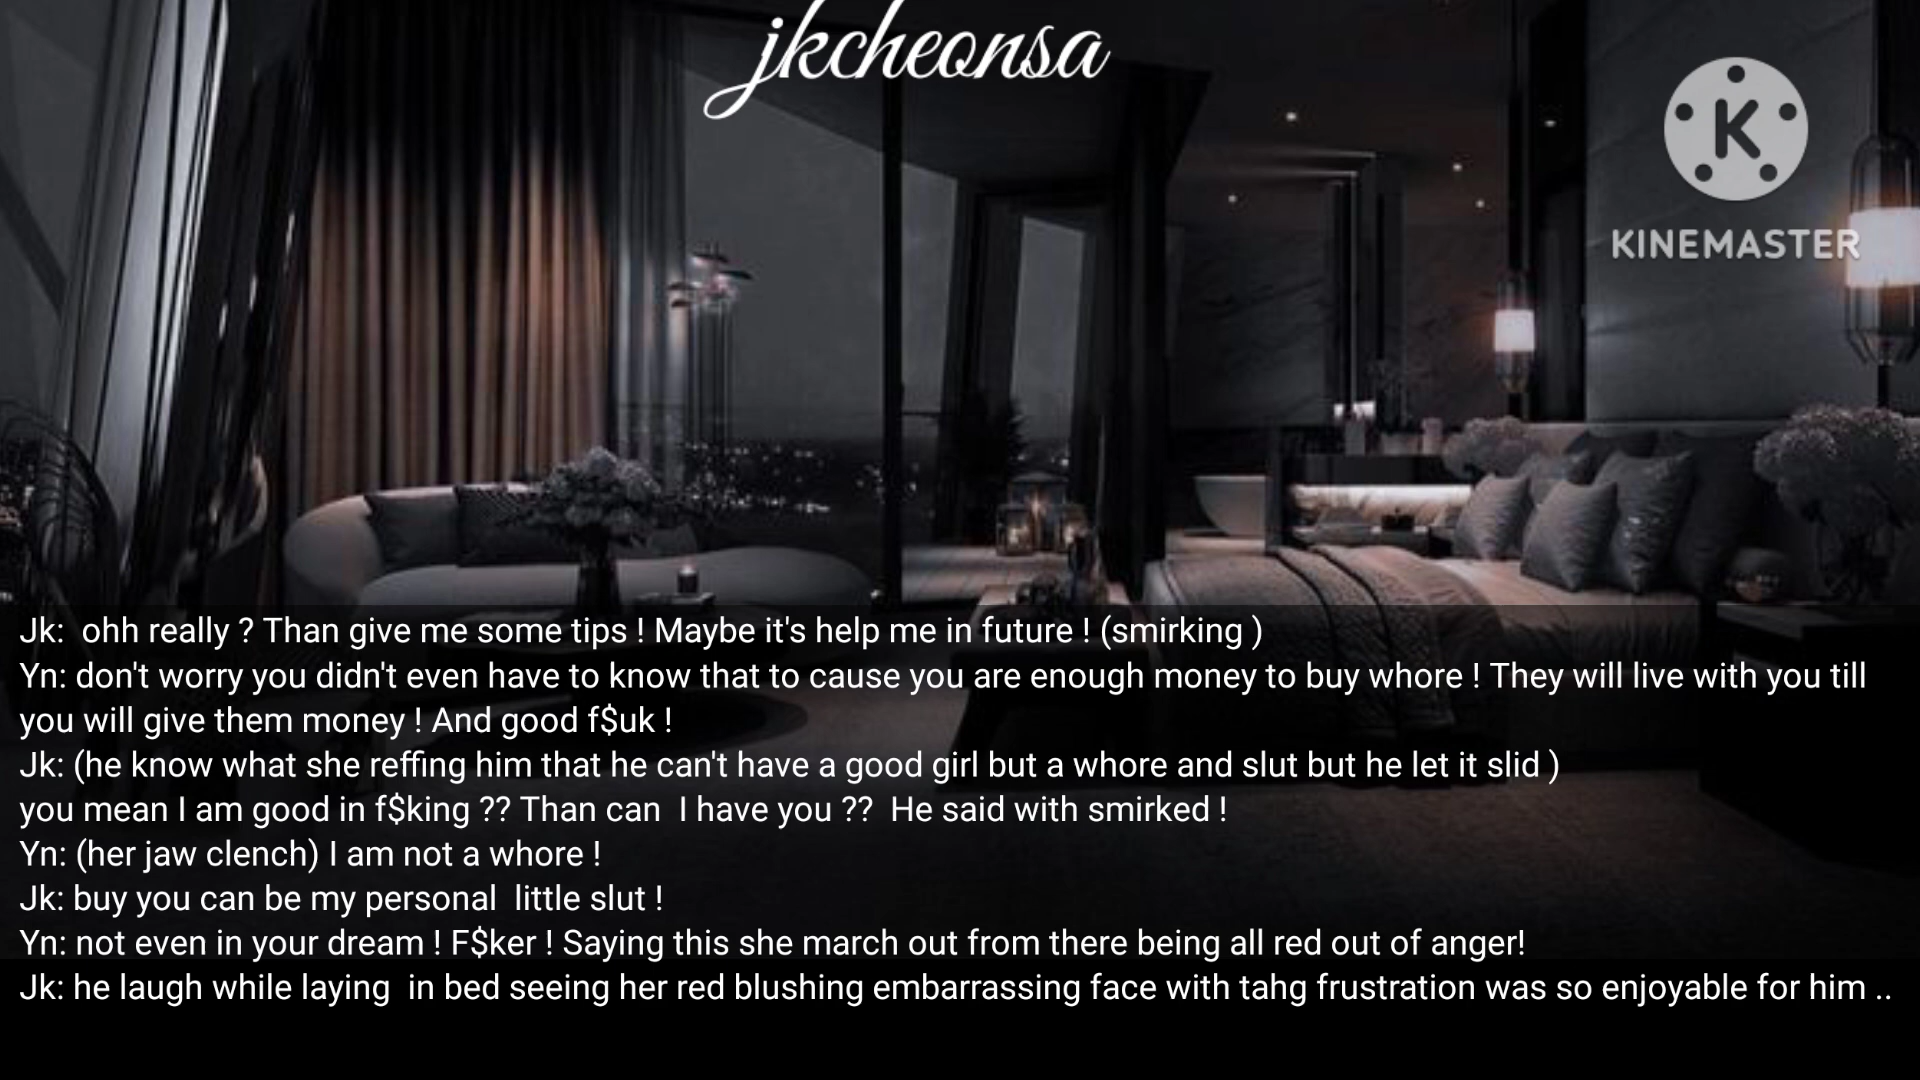 jkcheonsa
K
KINEMASTER
Jk:  ohh really ? Than give me some tips ! Maybe it's help me in future ! (smirking )
Yn: don't worry you didn't even have to know that to cause you are enough money to buy whore ! They will live with you till
you will give them money ! And good f$uk !
Jk: (he know what she reffing him that he can't have a good girl but a whore and slut but he let it slid )
you mean I am good in f$king ?? Than can  I have you ??  He said with smirked !
Yn: (her jaw clench) I am not a whore !
Jk: buy you can be my personal  little slut !
Yn: not even in your dream ! F$ker ! Saying this she march out from there being all red out of anger!
Jk: he laugh while laying  in bed seeing her red blushing embarrassing face with tahg frustration was so enjoyable for him ..